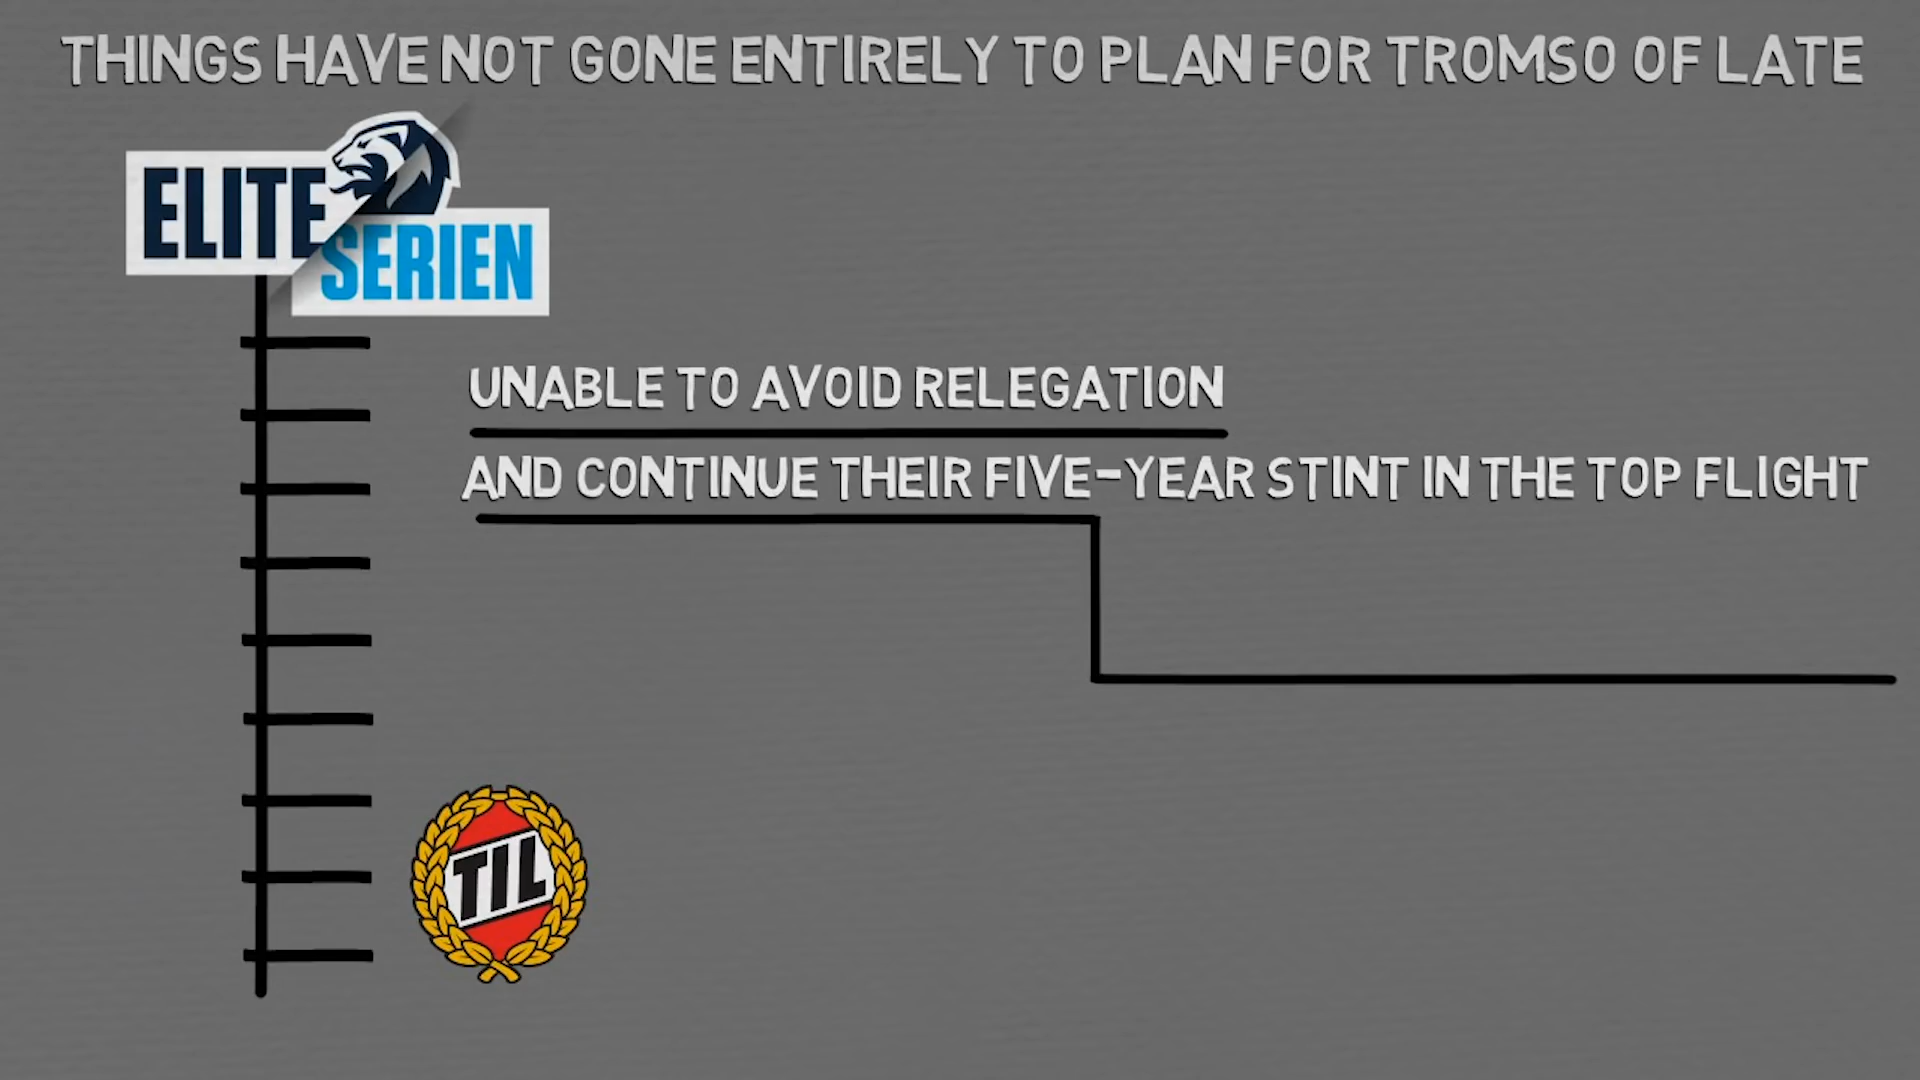 THINGS HAVE NOT GONE ENTIRELY TO PLAN FOR TROMSO OF LATE
ELITE
SERIEN
UNABLE TO AVOID RELEGATION
AND CONTINUE THEIR FIVE-YEAR STINT IN THE TOP FLIGHT
TIL